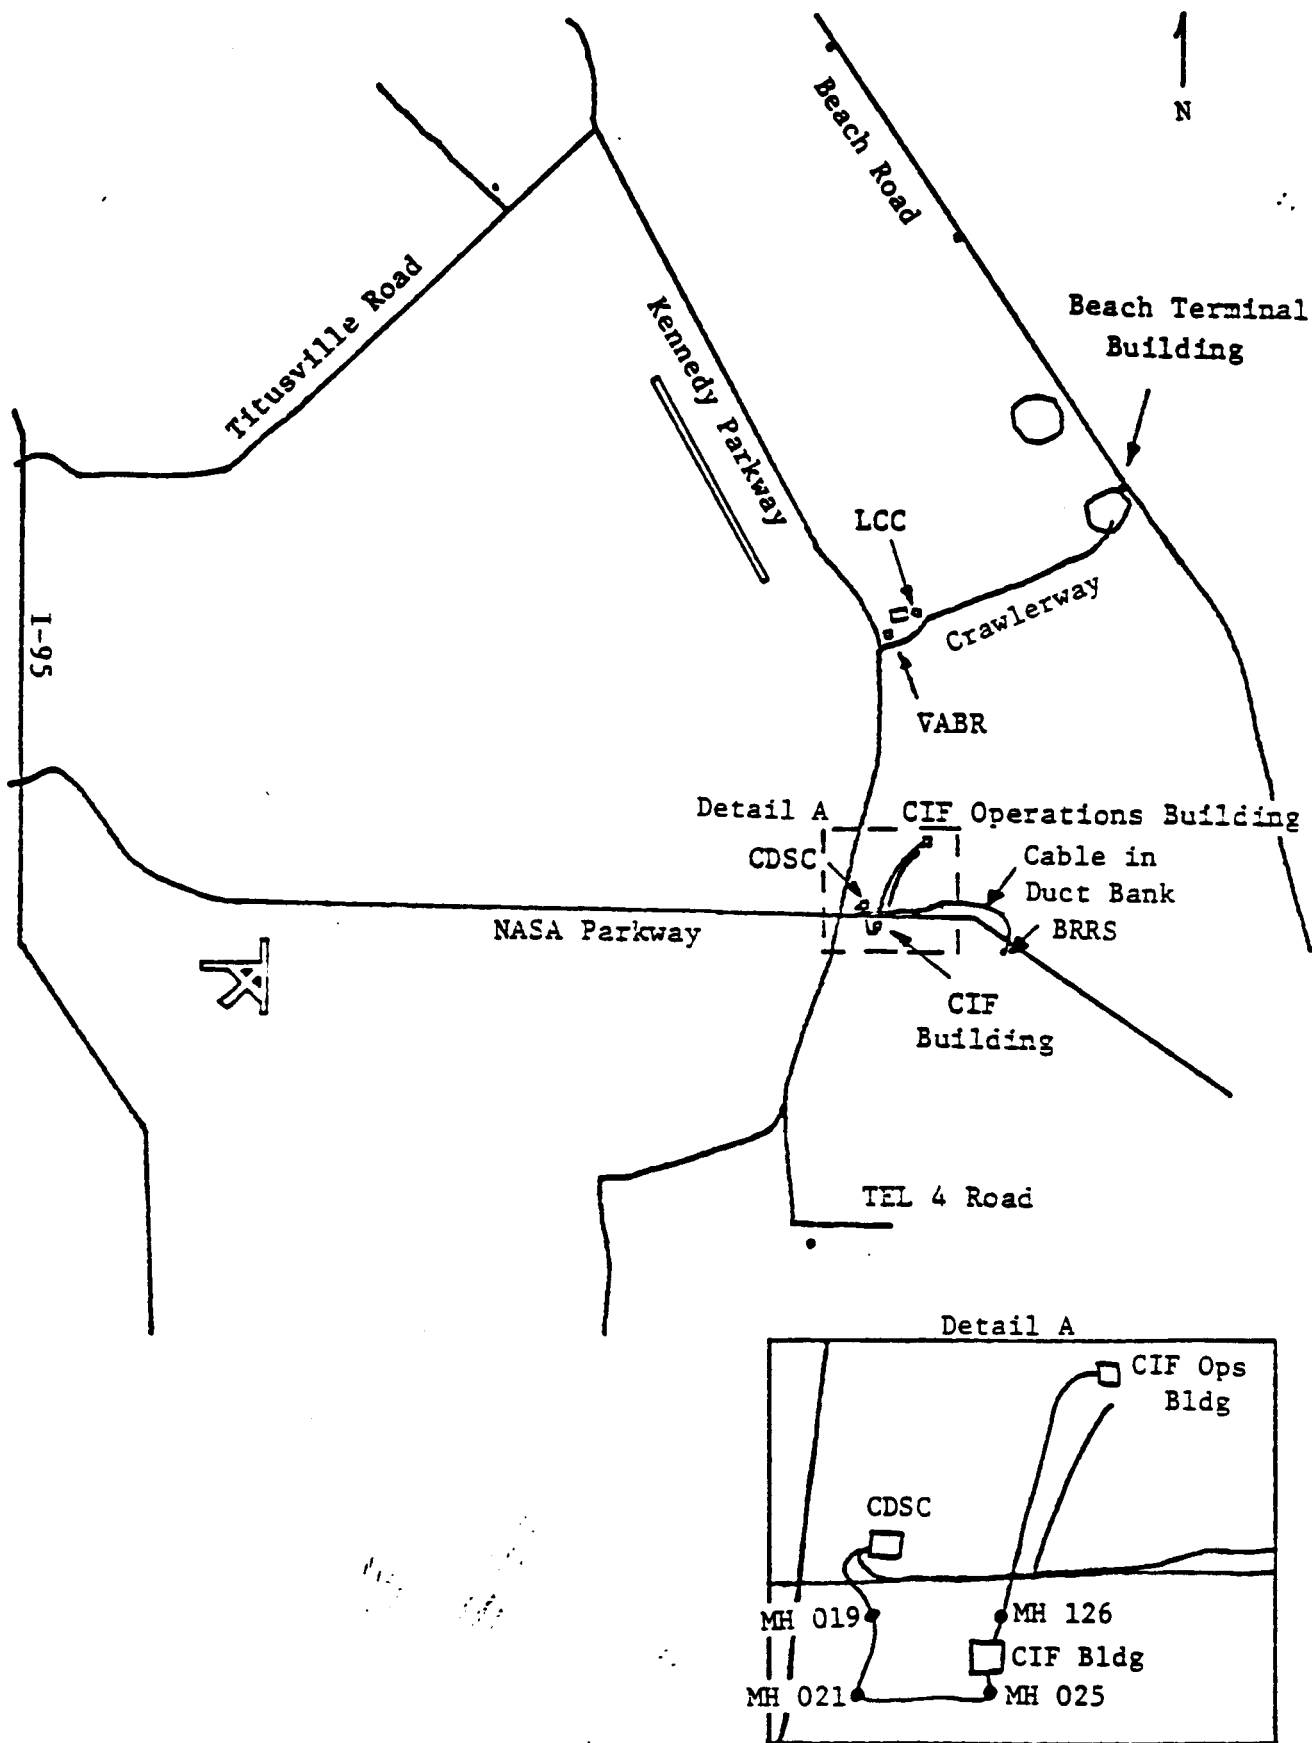 N
Beach Road
Titusville Road
Kennedy Parkway
Beach Terminal
Building
LCC
Crawlerway
I-95
VABR
Detail A
CIF Operations Building
CDSC
Cable in
Duct Bank
NASA Parkway
BRRS
CIF
Building
TEL 4 Road
Detail A
CIF Ops
Bldg
CDSC
MH 019
MH 126
CIF Bldg
MH 021
MH 025